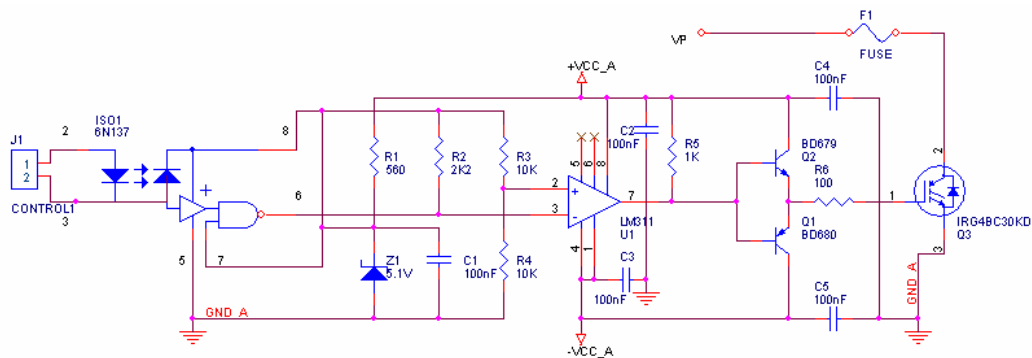 F1
VP
FUSE
+VCC_A
C4
100nF
ISO1
6N137
2
8
J1
1
2
CONTROL1
3
R1
560
R2
2K2
R3
10K
C2
100nF
R5
1K
5
6
8
2
3
7
LM311
U1
4
1
BD679
Q2
R6
100
2
1
IRG4BC30KD
Q3
3
6
5
7
Q1
BD680
Z1
5.1V
C1
100nF
R4
10K
C3
100nF
C5
100nF
GND_A
GND_A
-VCC_A